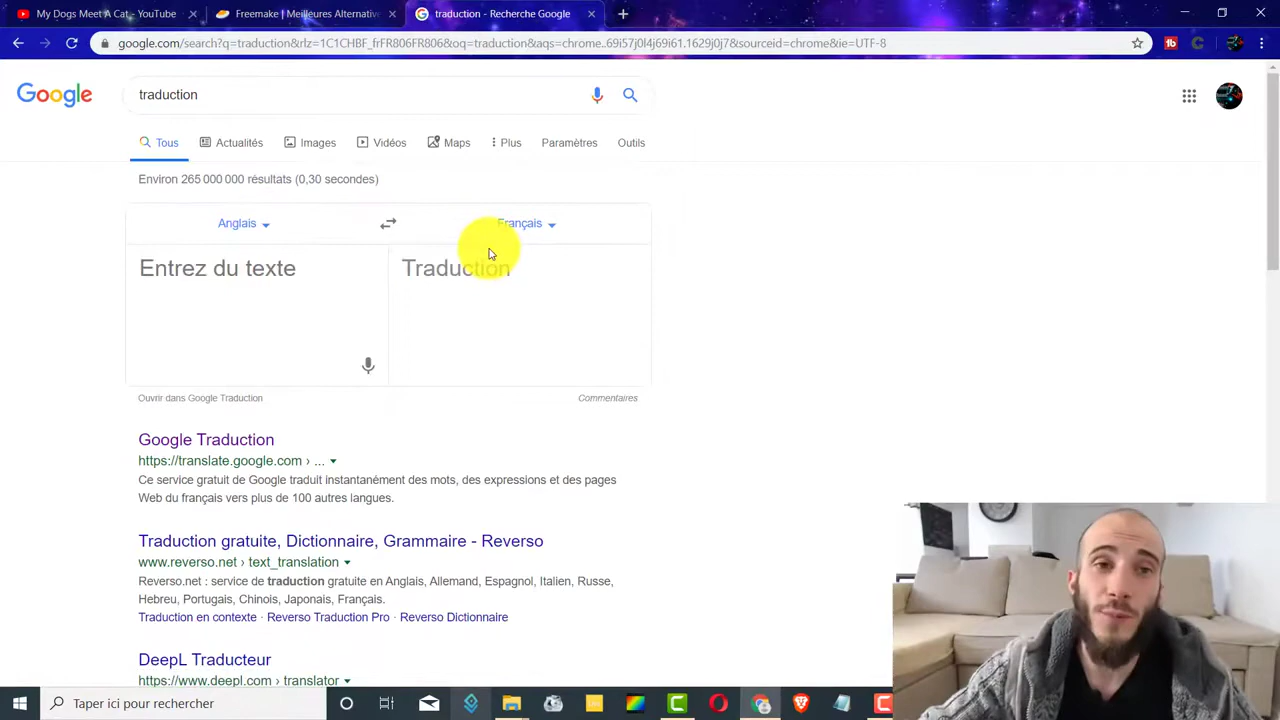 My Dogs Meet A Cat - YouTube
Freemake | Meilleures Alternativ
traduction - Recherche Google
google.com/search?q=traduction&rlz=1C1CHBF_frFR806FR806&oq=traduction&aqs=chrome..69i57j0l4j69i61.1629j0j7&sourceid=chrome&ie=UTF-8
Google
traduction
Tous
Actualités
Images
Vidéos
Maps
Plus
Paramètres
Outils
Environ 265 000 000 résultats (0,30 secondes)
Anglais
Français
Entrez du texte
Traduction
Ouvrir dans Google Traduction
Commentaires
Google Traduction
https://translate.google.com › ...
Ce service gratuit de Google traduit instantanément des mots, des expressions et des pages
Web du français vers plus de 100 autres langues.
Traduction gratuite, Dictionnaire, Grammaire - Reverso
www.reverso.net › text_translation
Reverso.net : service de traduction gratuite en Anglais, Allemand, Espagnol, Italien, Russe,
Hebreu, Portugais, Chinois, Japonais, Français.
Traduction en contexte · Reverso Traduction Pro · Reverso Dictionnaire
DeepL Traducteur
https://www.deepl.com › translator
Taper ici pour rechercher